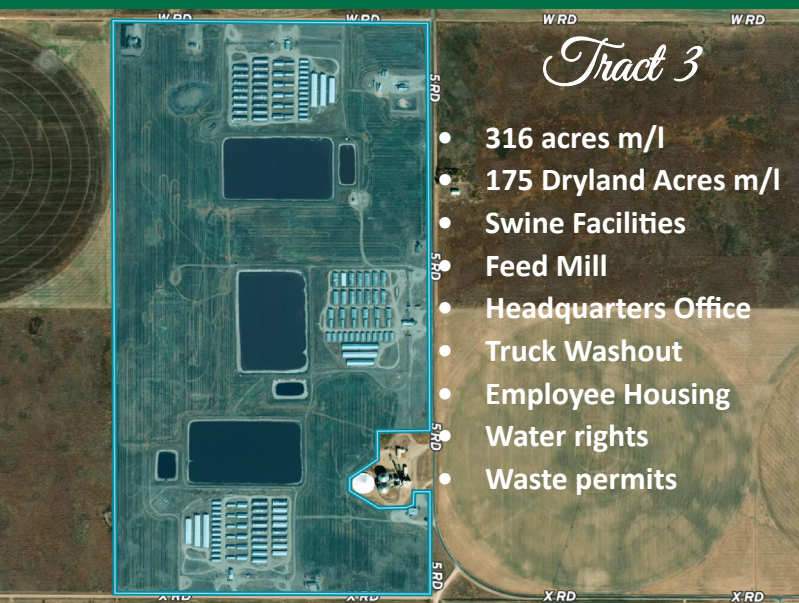 W RD W RD W RD W RD
Tract 3
5 RD
• 316 acres m/l
• 175 Dryland Acres m/l
• Swine Facilities
5 RD
• Feed Mill
• Headquarters Office
• Truck Washout
• Employee Housing
5 RD
• Water rights
• Waste permits
5 RD
X RD X RD X RD X RD